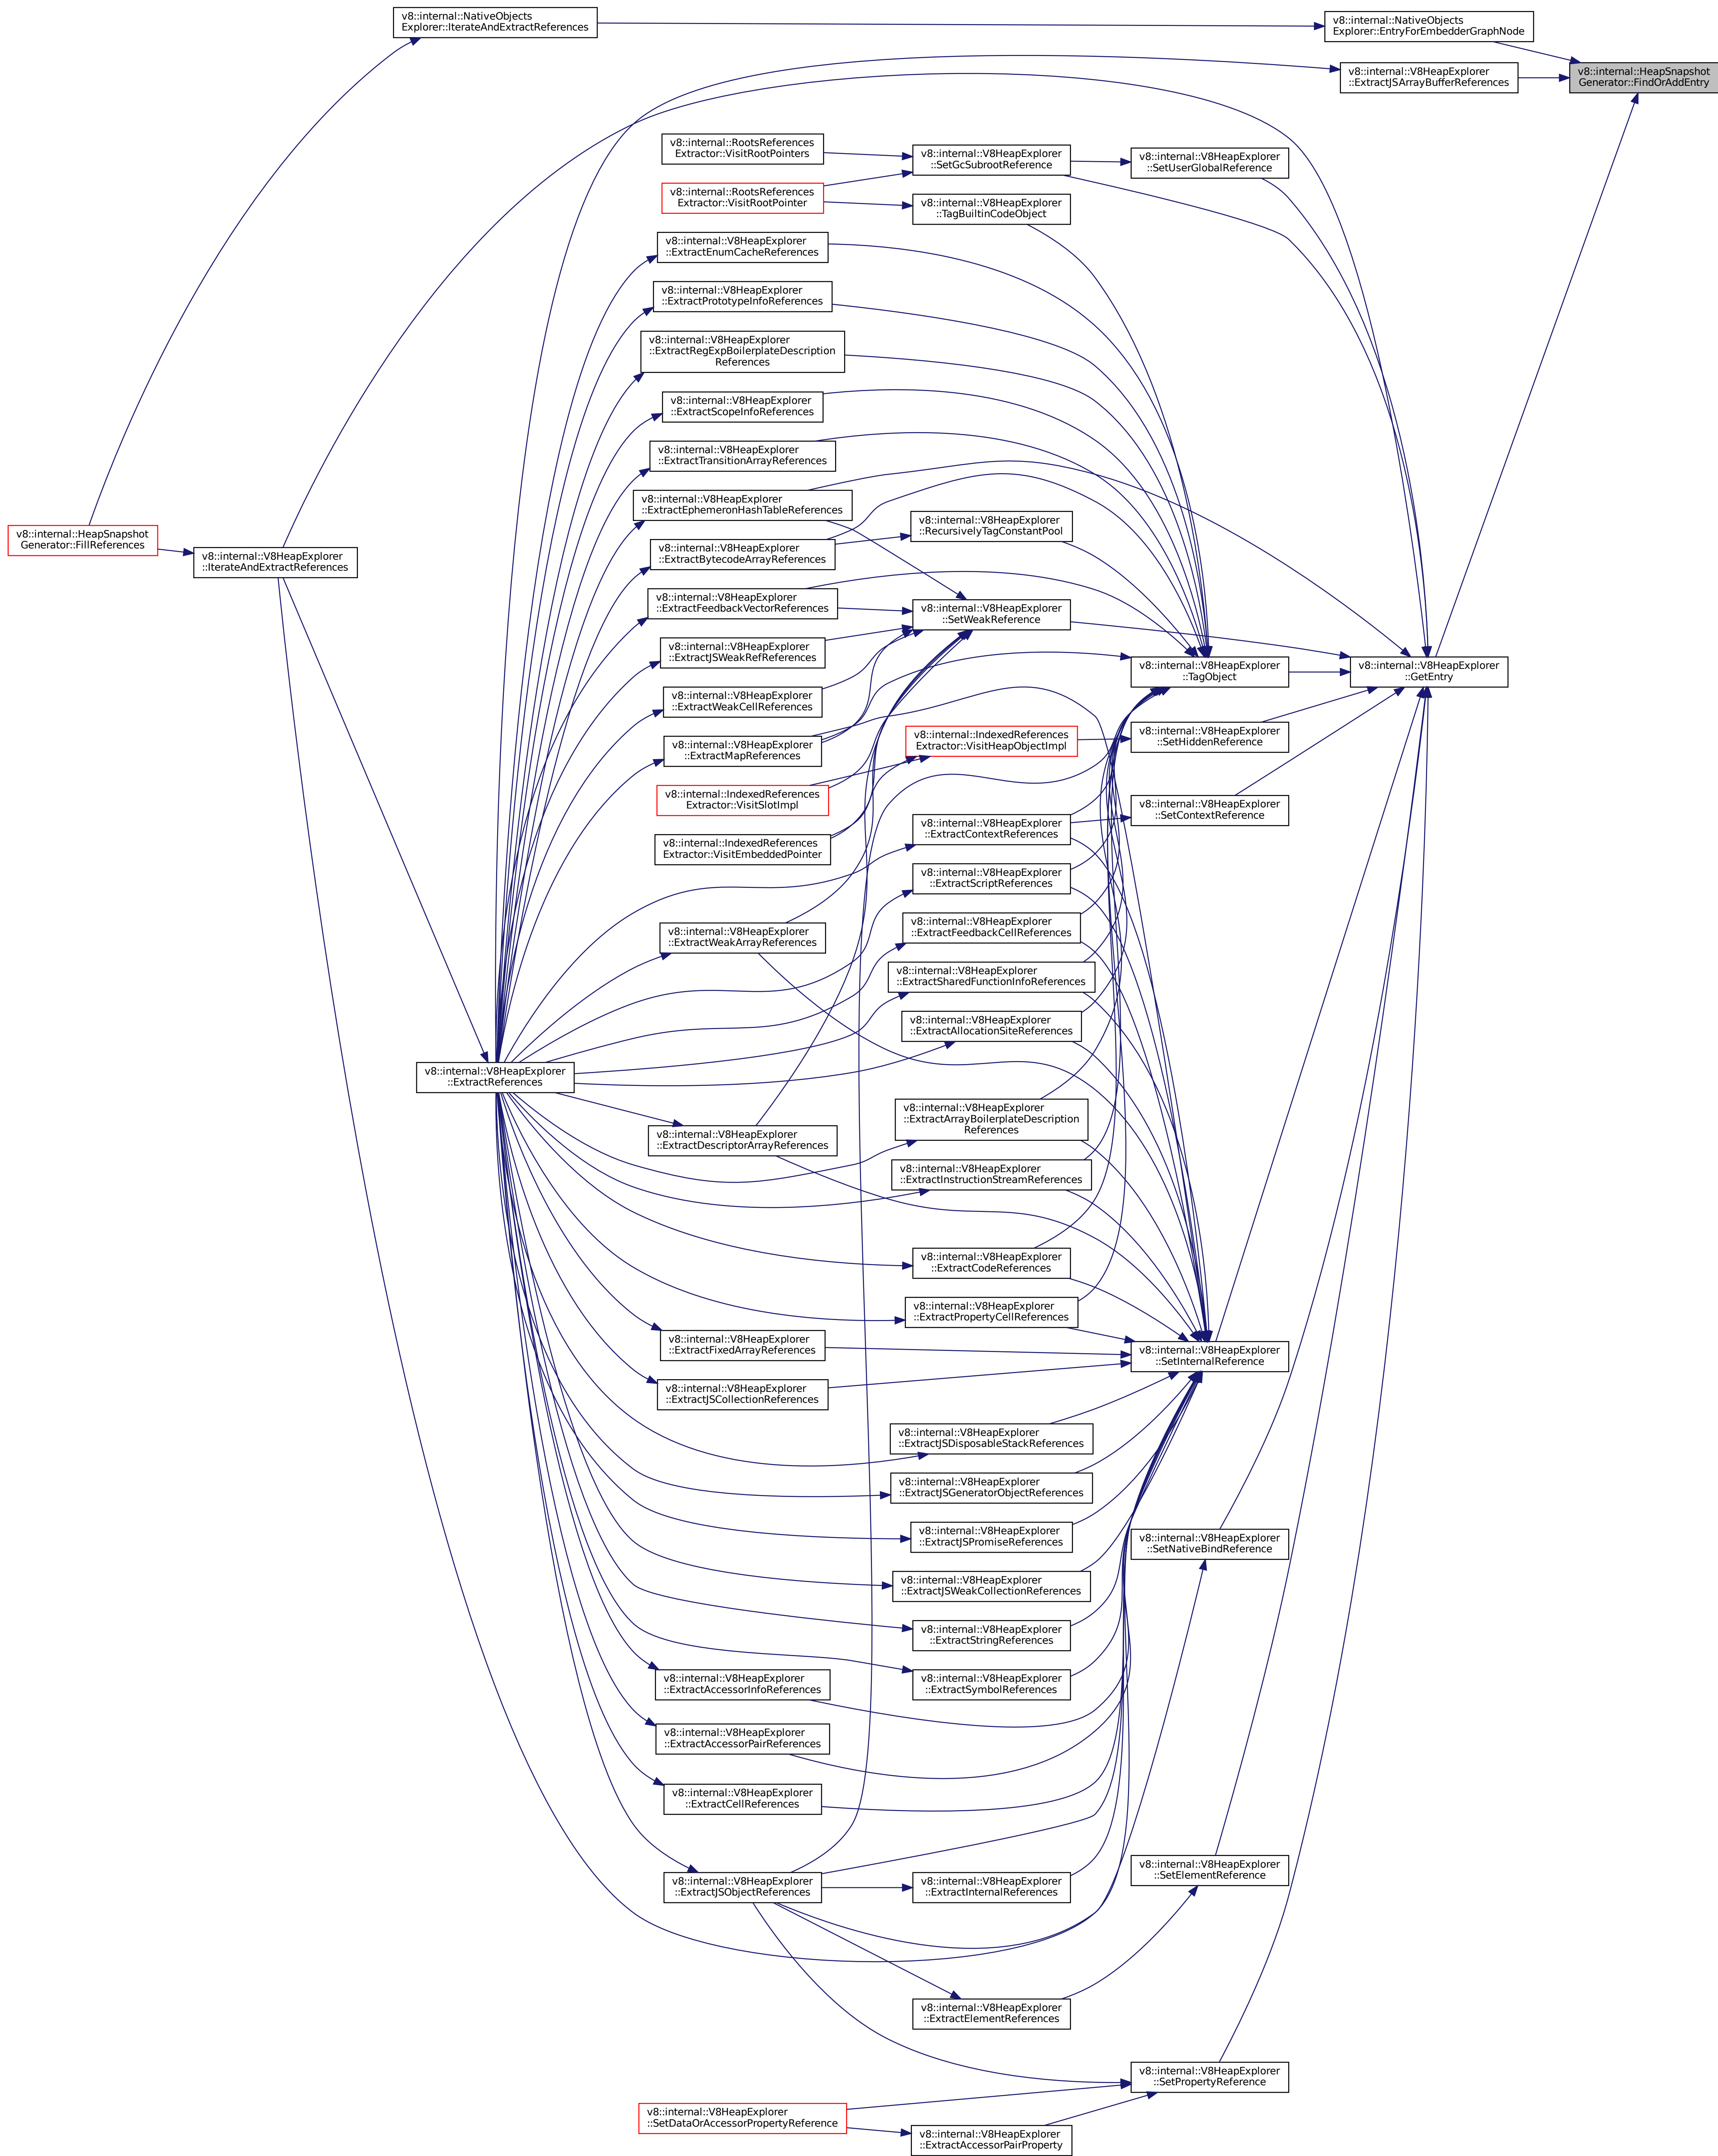 v8::internal::NativeObjects
Explorer::IterateAndExtractReferences
v8::internal::NativeObjects
Explorer::EntryForEmbedderGraphNode
v8::internal::V8HeapExplorer
::ExtractJSArrayBufferReferences
v8::internal::HeapSnapshot
Generator::FindOrAddEntry
v8::internal::RootsReferences
Extractor::VisitRootPointers
v8::internal::V8HeapExplorer
::SetGcSubrootReference
v8::internal::V8HeapExplorer
::SetUserGlobalReference
v8::internal::RootsReferences
Extractor::VisitRootPointer
v8::internal::V8HeapExplorer
::TagBuiltinCodeObject
v8::internal::V8HeapExplorer
::ExtractEnumCacheReferences
v8::internal::V8HeapExplorer
::ExtractPrototypeInfoReferences
v8::internal::V8HeapExplorer
::ExtractRegExpBoilerplateDescription
References
v8::internal::V8HeapExplorer
::ExtractScopeInfoReferences
v8::internal::V8HeapExplorer
::ExtractTransitionArrayReferences
v8::internal::V8HeapExplorer
::ExtractEphemeronHashTableReferences
v8::internal::V8HeapExplorer
::RecursivelyTagConstantPool
v8::internal::HeapSnapshot
Generator::FillReferences
v8::internal::V8HeapExplorer
::IterateAndExtractReferences
v8::internal::V8HeapExplorer
::ExtractBytecodeArrayReferences
v8::internal::V8HeapExplorer
::ExtractFeedbackVectorReferences
v8::internal::V8HeapExplorer
::SetWeakReference
v8::internal::V8HeapExplorer
::ExtractJSWeakRefReferences
v8::internal::V8HeapExplorer
::TagObject
v8::internal::V8HeapExplorer
::GetEntry
v8::internal::V8HeapExplorer
::ExtractWeakCellReferences
v8::internal::V8HeapExplorer
::ExtractMapReferences
v8::internal::IndexedReferences
Extractor::VisitHeapObjectImpl
v8::internal::V8HeapExplorer
::SetHiddenReference
v8::internal::IndexedReferences
Extractor::VisitSlotImpl
v8::internal::V8HeapExplorer
::SetContextReference
v8::internal::IndexedReferences
Extractor::VisitEmbeddedPointer
v8::internal::V8HeapExplorer
::ExtractContextReferences
v8::internal::V8HeapExplorer
::ExtractScriptReferences
v8::internal::V8HeapExplorer
::ExtractWeakArrayReferences
v8::internal::V8HeapExplorer
::ExtractFeedbackCellReferences
v8::internal::V8HeapExplorer
::ExtractSharedFunctionInfoReferences
v8::internal::V8HeapExplorer
::ExtractAllocationSiteReferences
v8::internal::V8HeapExplorer
::ExtractReferences
v8::internal::V8HeapExplorer
::ExtractArrayBoilerplateDescription
References
v8::internal::V8HeapExplorer
::ExtractDescriptorArrayReferences
v8::internal::V8HeapExplorer
::ExtractInstructionStreamReferences
v8::internal::V8HeapExplorer
::ExtractCodeReferences
v8::internal::V8HeapExplorer
::ExtractPropertyCellReferences
v8::internal::V8HeapExplorer
::ExtractFixedArrayReferences
v8::internal::V8HeapExplorer
::SetInternalReference
v8::internal::V8HeapExplorer
::ExtractJSCollectionReferences
v8::internal::V8HeapExplorer
::ExtractJSDisposableStackReferences
v8::internal::V8HeapExplorer
::ExtractJSGeneratorObjectReferences
v8::internal::V8HeapExplorer
::ExtractJSPromiseReferences
v8::internal::V8HeapExplorer
::SetNativeBindReference
v8::internal::V8HeapExplorer
::ExtractJSWeakCollectionReferences
v8::internal::V8HeapExplorer
::ExtractStringReferences
v8::internal::V8HeapExplorer
::ExtractAccessorInfoReferences
v8::internal::V8HeapExplorer
::ExtractSymbolReferences
v8::internal::V8HeapExplorer
::ExtractAccessorPairReferences
v8::internal::V8HeapExplorer
::ExtractCellReferences
v8::internal::V8HeapExplorer
::SetElementReference
v8::internal::V8HeapExplorer
::ExtractJSObjectReferences
v8::internal::V8HeapExplorer
::ExtractInternalReferences
v8::internal::V8HeapExplorer
::ExtractElementReferences
v8::internal::V8HeapExplorer
::SetPropertyReference
v8::internal::V8HeapExplorer
::SetDataOrAccessorPropertyReference
v8::internal::V8HeapExplorer
::ExtractAccessorPairProperty